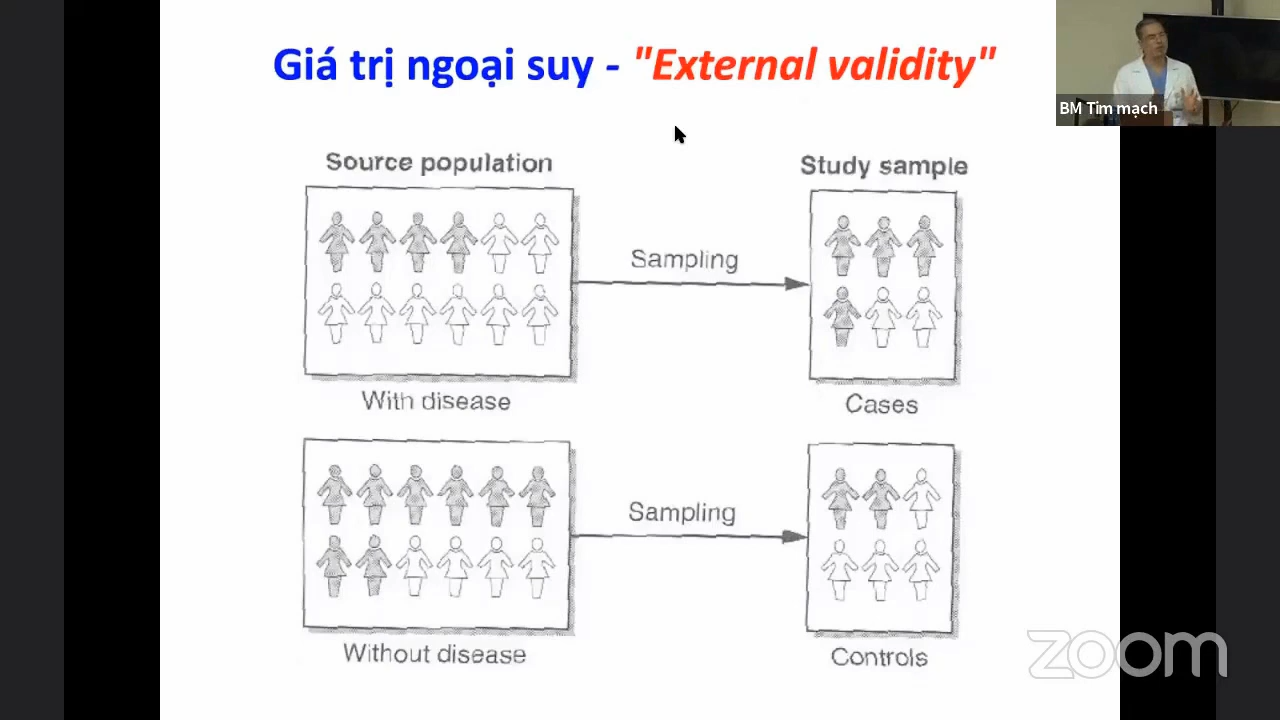 Giá trị ngoại suy - "External validity"
BM Tim mạch
Source population
Study sample
Sampling
With disease
Cases
Sampling
Without disease
Controls
zoom